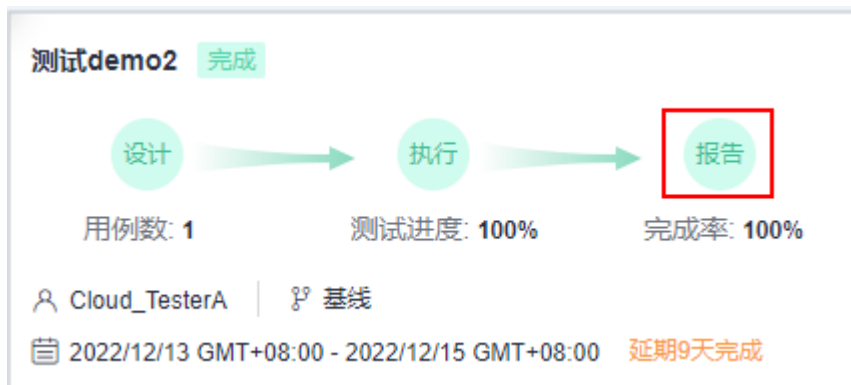 测试demo2 完成
设计 执行 报告
用例数: 1 测试进度: 100% 完成率: 100%
Cloud_TesterA 基线
2022/12/13 GMT+08:00 - 2022/12/15 GMT+08:00 延期9天完成